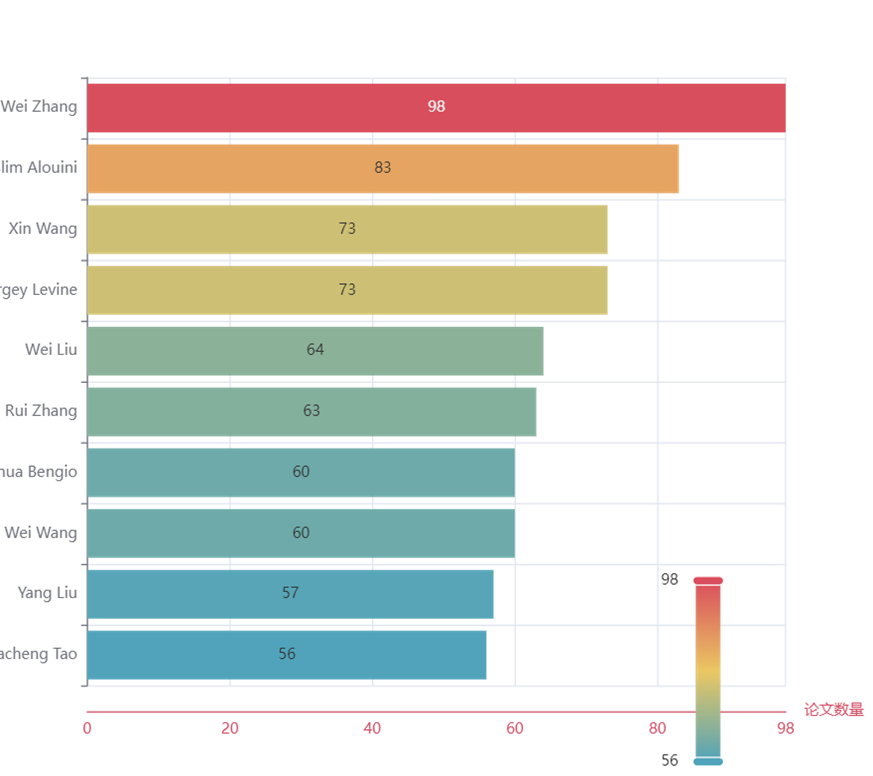 Wei Zhang 98
lim Alouini 83
Xin Wang 73
rgey Levine 73
Wei Liu 64
Rui Zhang 63
hua Bengio 60
Wei Wang 60
Yang Liu 57
acheng Tao 56
98
56
论文数量
0 20 40 60 80 98